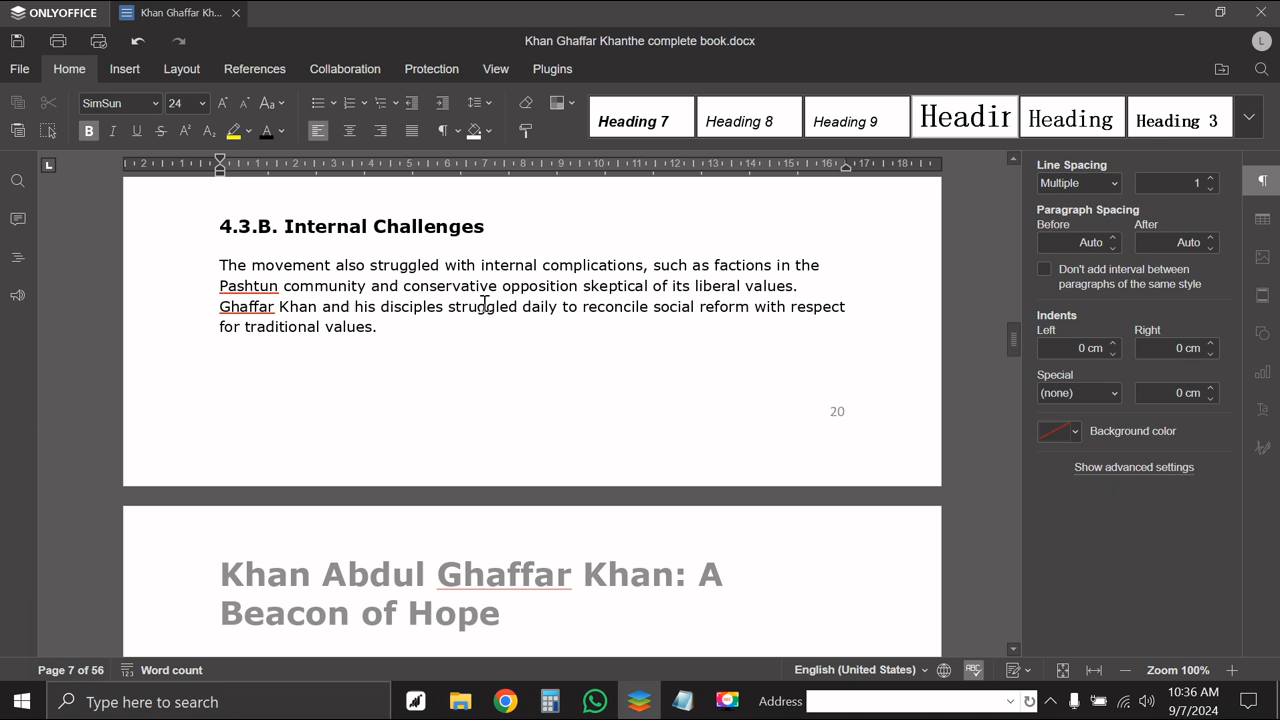 ONLYOFFICE
Khan Ghaffar Kh...
Khan Ghaffar Khanthe complete book.docx
L
File Home Insert Layout References Collaboration Protection View Plugins
SimSun 24
Heading 7 Heading 8 Heading 9 Headir Heading Heading 3
4.3.B. Internal Challenges
The movement also struggled with internal complications, such as factions in the
Pashtun community and conservative opposition skeptical of its liberal values.
Ghaffar Khan and his disciples struggled daily to reconcile social reform with respect
for traditional values.
20
Khan Abdul Ghaffar Khan: A
Beacon of Hope
Line Spacing
Multiple 1
Paragraph Spacing
Before After
Auto Auto
Don't add interval between
paragraphs of the same style
Indents
Left Right
0 cm 0 cm
Special
(none) 0 cm
Background color
Show advanced settings
Page 7 of 56 Word count English (United States) Zoom 100%
Type here to search
Address
10:36 AM
9/7/2024